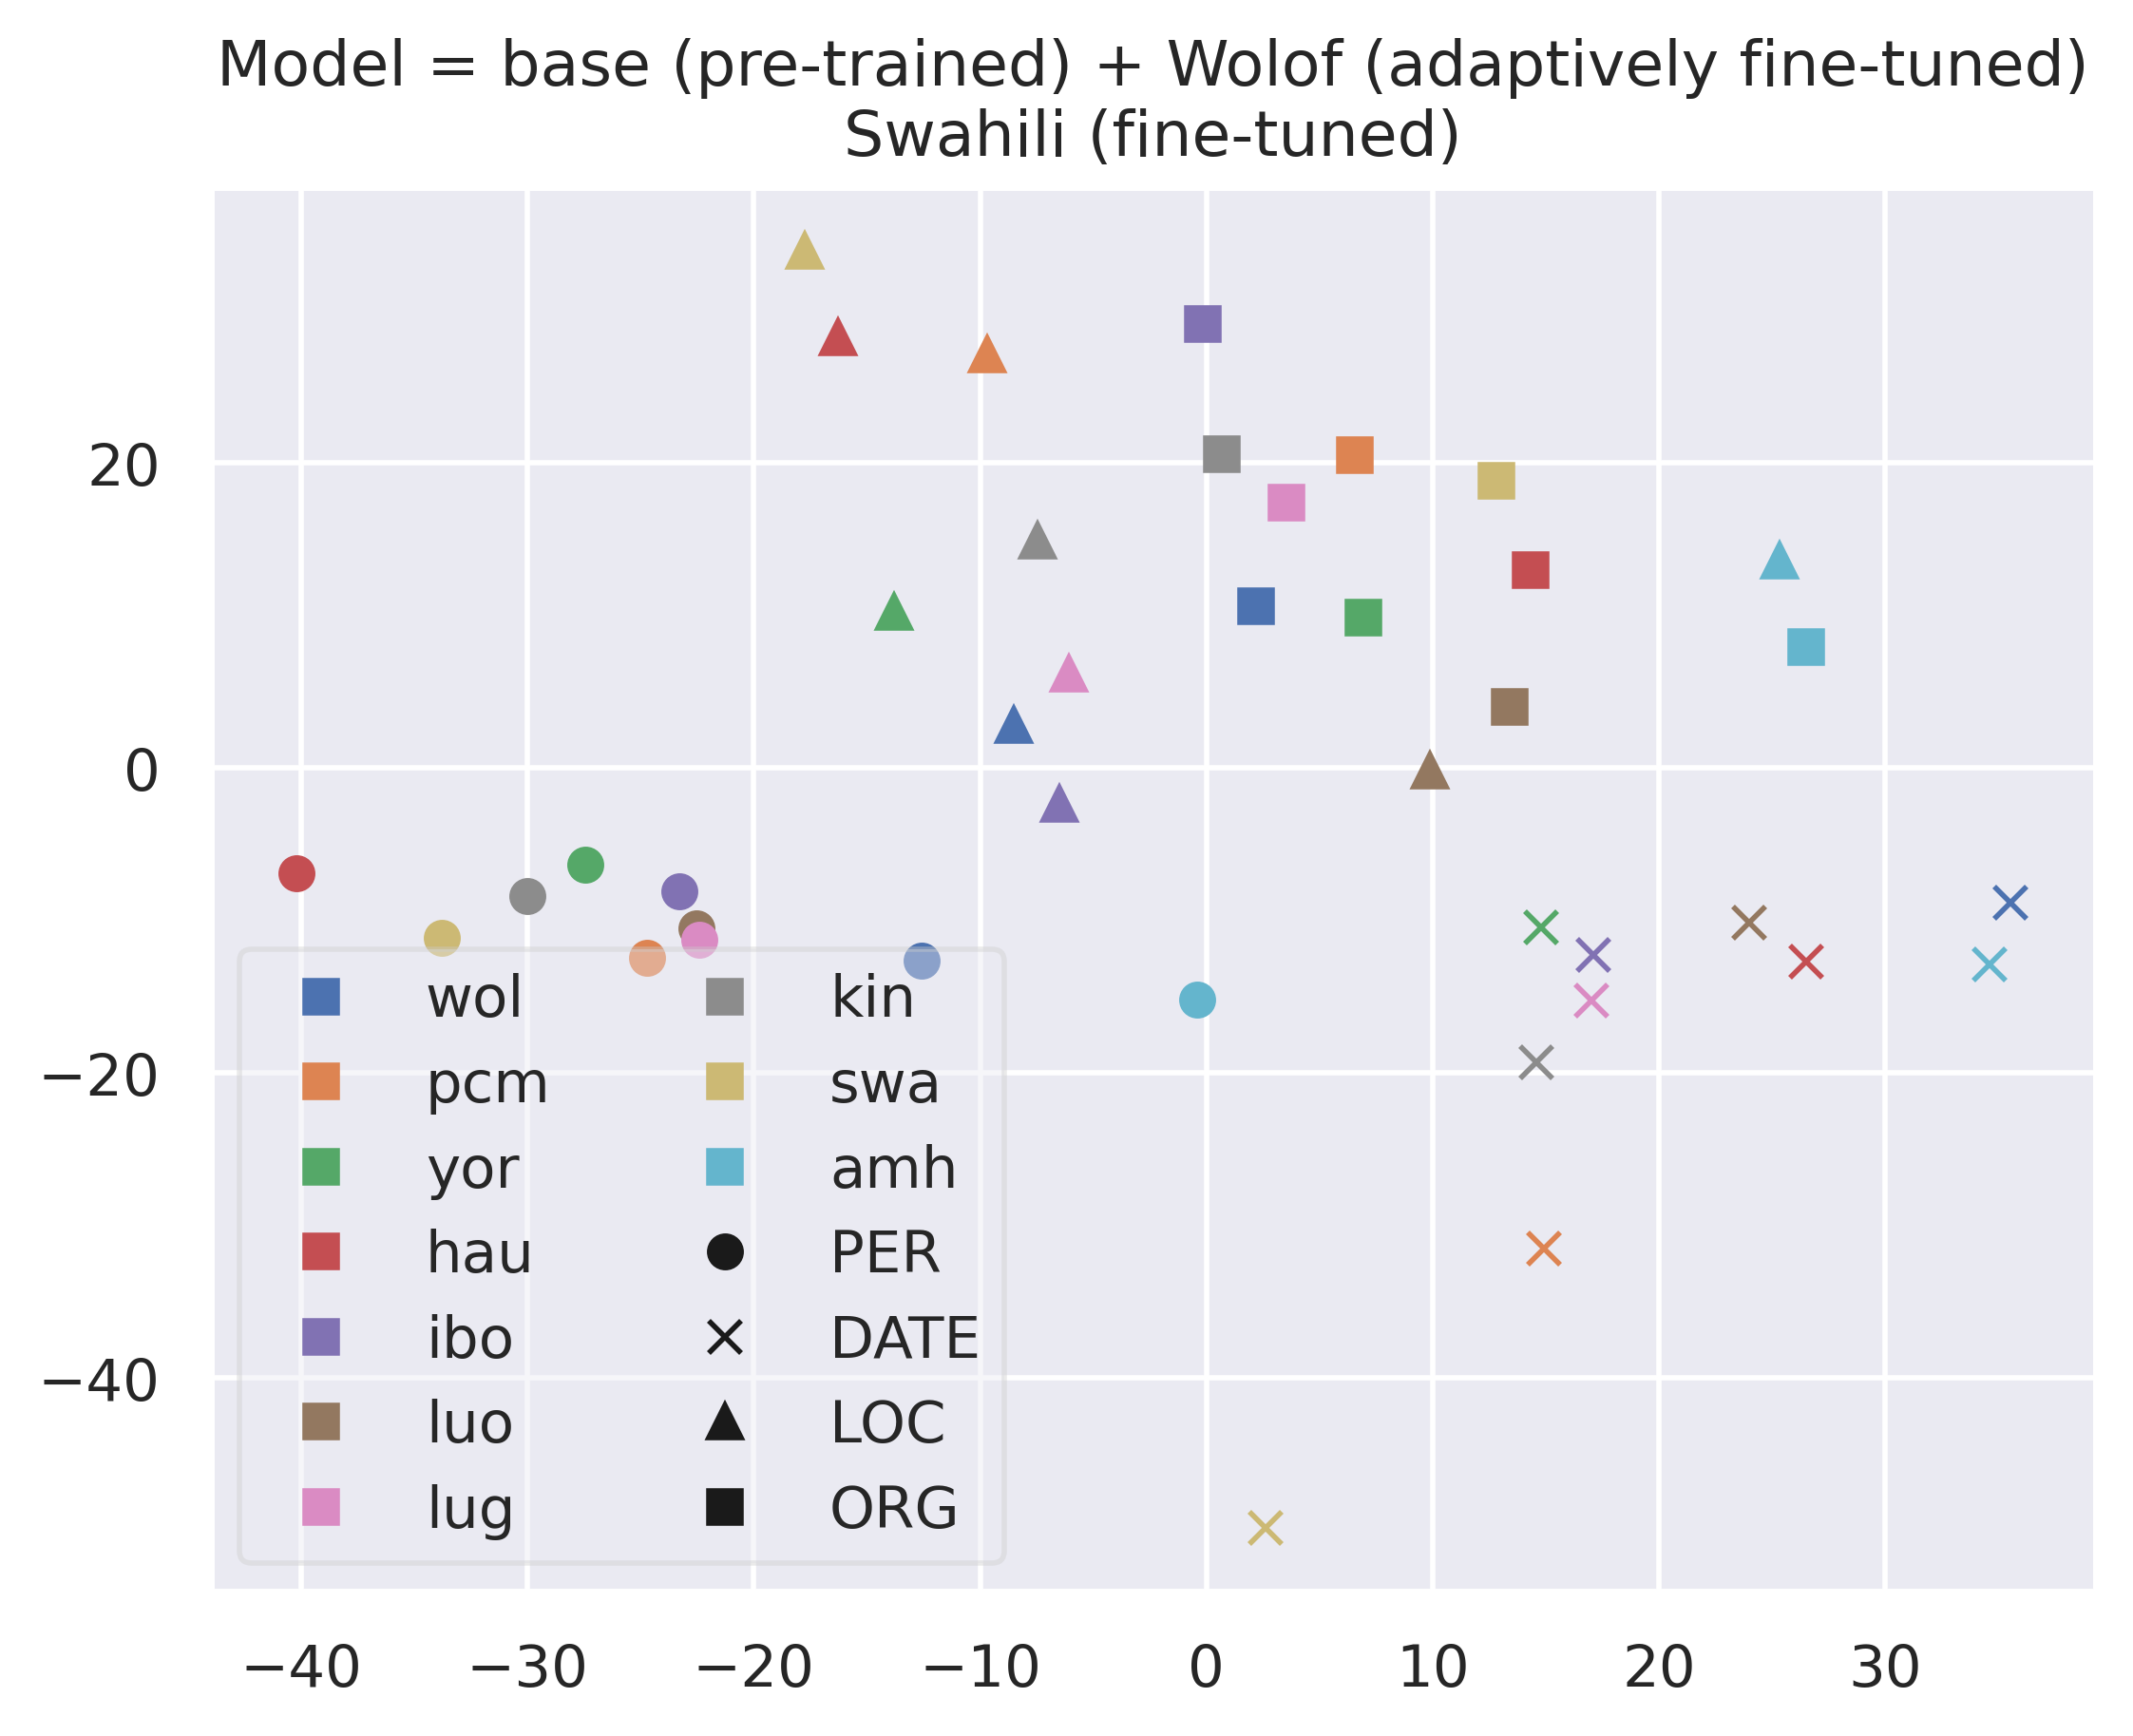 Model = base (pre-trained) + Wolof (adaptively fine-tuned)
Swahili (fine-tuned)
20
0
−20
−40
wol
pcm
yor
hau
ibo
luo
lug
kin
swa
amh
PER
DATE
LOC
ORG
−40 −30 −20 −10 0 10 20 30